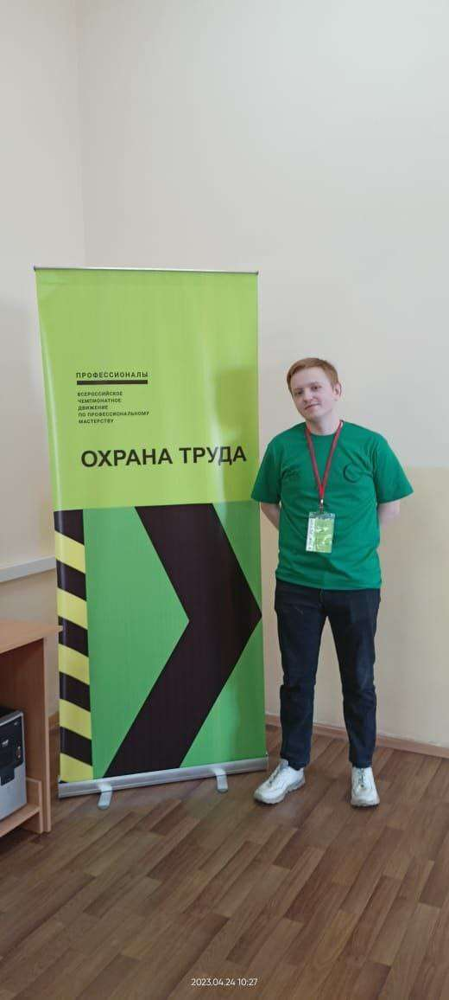 ПРОФЕССИОНАЛЫ
ВСЕРОССИЙСКОЕ
ЧЕМПИОНАТНОЕ
ДВИЖЕНИЕ
ПО ПРОФЕССИОНАЛЬНОМУ
МАСТЕРСТВУ
ОХРАНА ТРУДА
2023.04.24 10:27